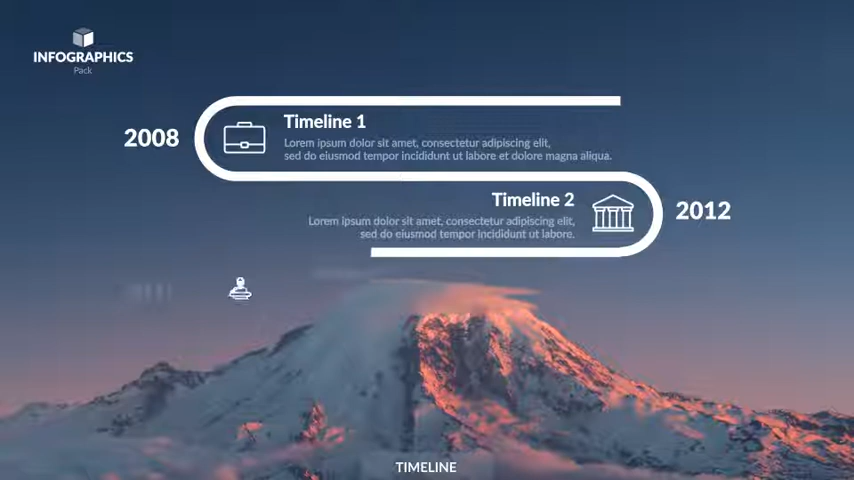 INFOGRAPHICS
Pack
2008
Timeline 1
Lorem ipsum dolor sit amet, consectetur adipiscing elit,
sed do eiusmod tempor incididunt ut labore et dolore magna aliqua.
Timeline 2
2012
Lorem ipsum dolor sit amet, consectetur adipiscing elit,
sed do eiusmod tempor incididunt ut labore.
TIMELINE